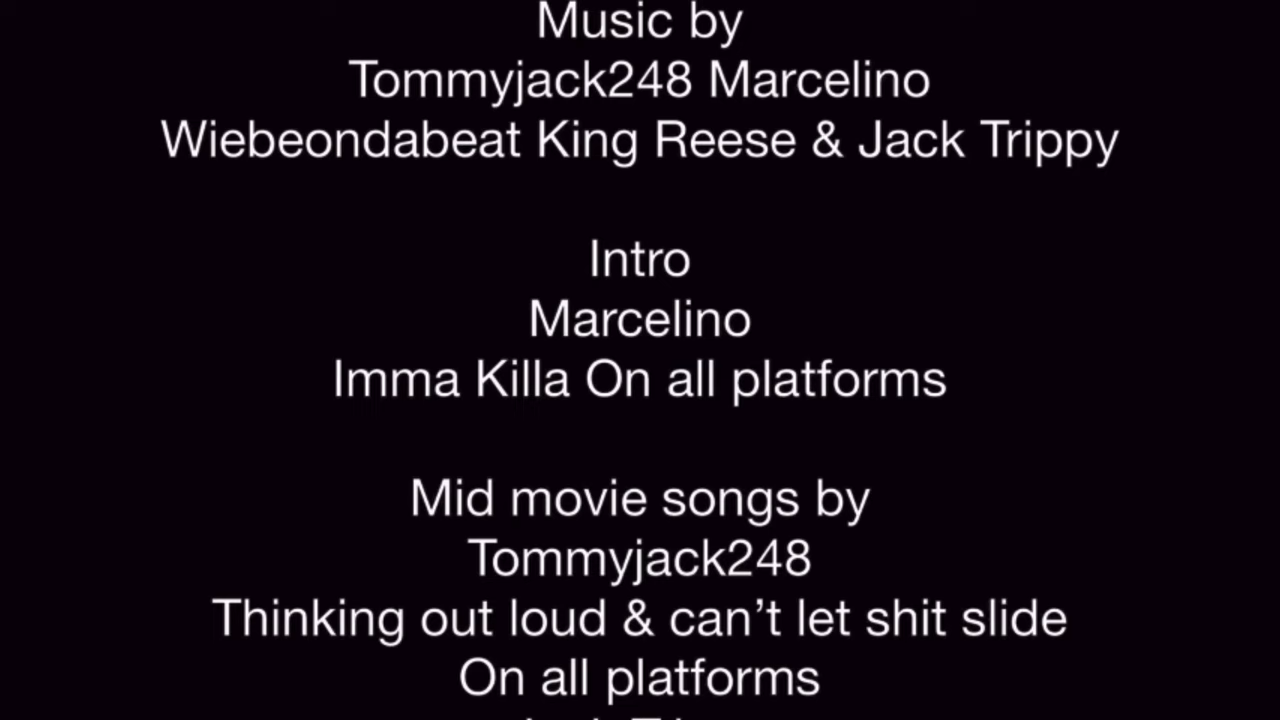 Music by
Tommyjack248 Marcelino
Wiebeondabeat King Reese & Jack Trippy
Intro
Marcelino
Imma Killa On all platforms
Mid movie songs by
Tommyjack248
Thinking out loud & can’t let shit slide
On all platforms